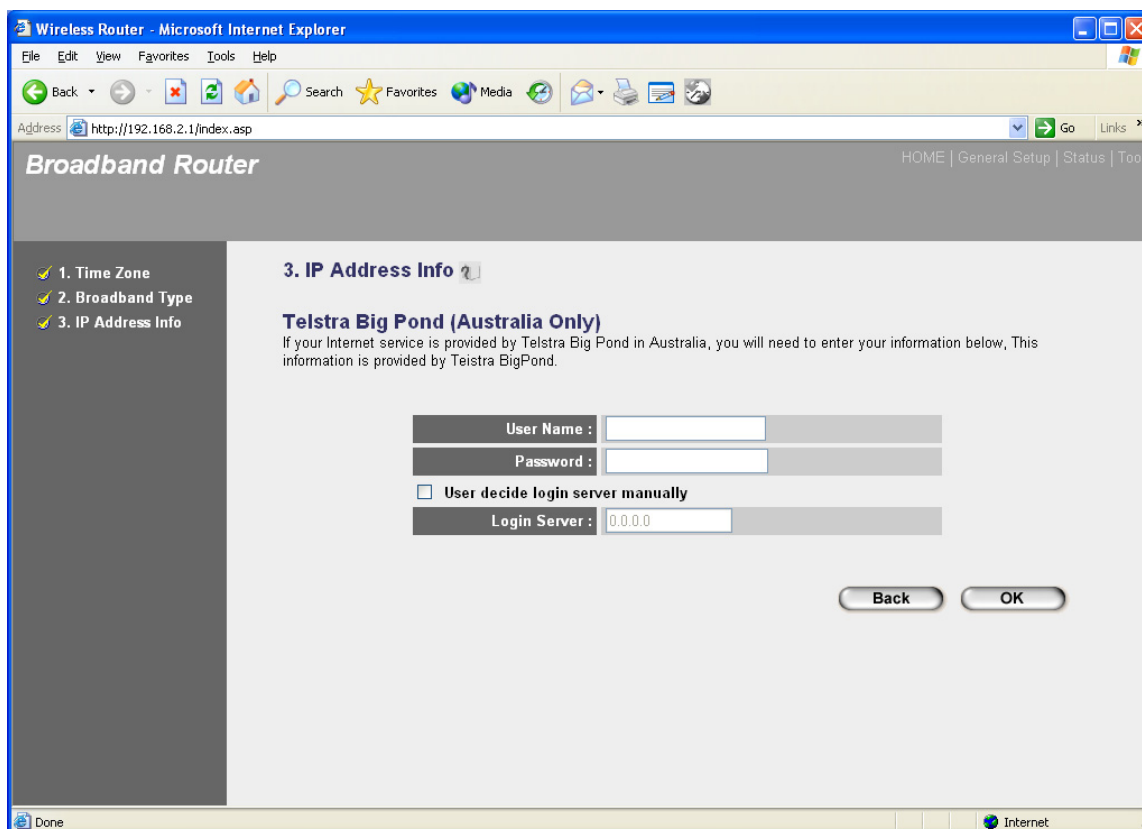 Wireless Router - Microsoft Internet Explorer
File Edit View Favorites Tools Help
Back Search Favorites Media
Address http://192.168.2.1/index.asp Go Links
Broadband Router
HOME | General Setup | Status | Too
1. Time Zone
2. Broadband Type
3. IP Address Info
3. IP Address Info
Telstra Big Pond (Australia Only)
If your Internet service is provided by Telstra Big Pond in Australia, you will need to enter your information below, This
information is provided by Teistra BigPond.
User Name :
Password :
User decide login server manually
Login Server : 0.0.0.0
Back OK
Done Internet